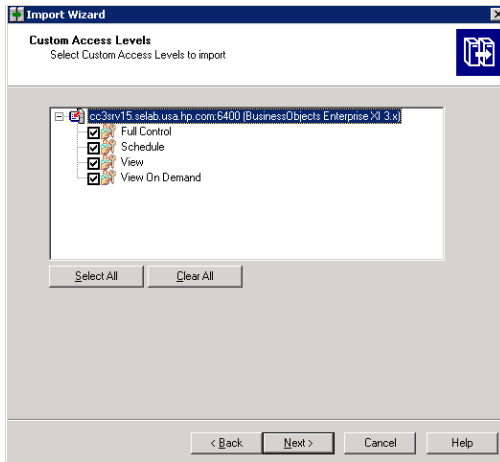 Import Wizard
Custom Access Levels
Select Custom Access Levels to import
cc3srv15.selab.usa.hp.com:6400 (BusinessObjects Enterprise XI 3.x)
Full Control
Schedule
View
View On Demand
Select All Clear All
< Back Next > Cancel Help